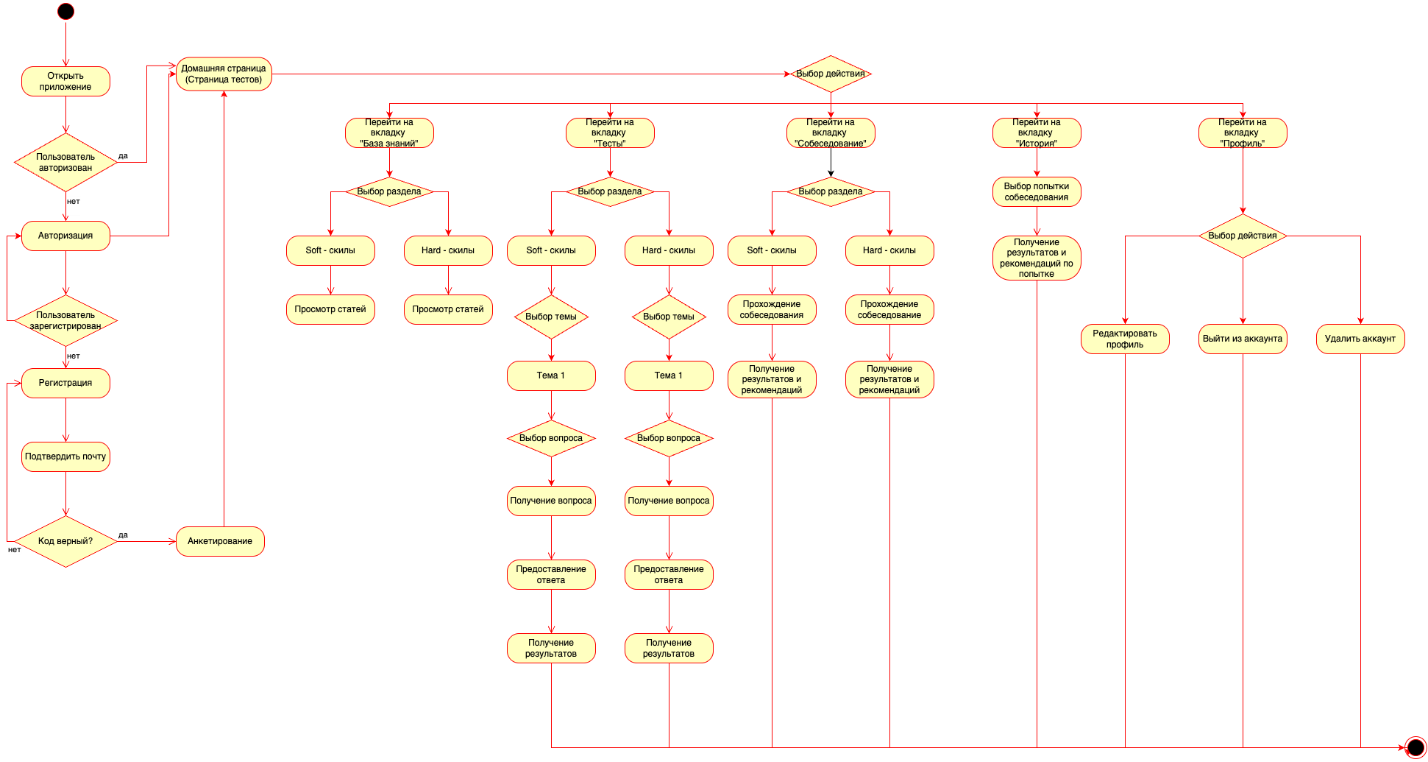 Открыть
приложение
Пользователь
авторизован
да
нет
Авторизация
Пользователь
зарегистрирован
нет
Регистрация
Подтвердить почту
Код верный?
нет
да
Анкетирование
Домашняя страница
(Страница тестов)
Выбор действия
Перейти на
вкладку
"База знаний"
Выбор раздела
Soft - скилы
Просмотр статей
Hard - скилы
Просмотр статей
Перейти на
вкладку
"Тесты"
Выбор раздела
Soft - скилы
Выбор темы
Тема 1
Выбор вопроса
Получение вопроса
Предоставление
ответа
Получение
результатов
Hard - скилы
Выбор темы
Тема 1
Выбор вопроса
Получение вопроса
Предоставление
ответа
Получение
результатов
Перейти на
вкладку
"Собеседование"
Выбор раздела
Soft - скилы
Прохождение
собеседования
Получение
результатов и
рекомендаций
Hard - скилы
Прохождение
собеседование
Получение
результатов и
рекомендаций
Перейти на
вкладку
"История"
Выбор попытки
собеседования
Получение
результатов и
рекомендаций по
попытке
Перейти на
вкладку
"Профиль"
Выбор действия
Редактировать
профиль
Выйти из аккаунта
Удалить аккаунт